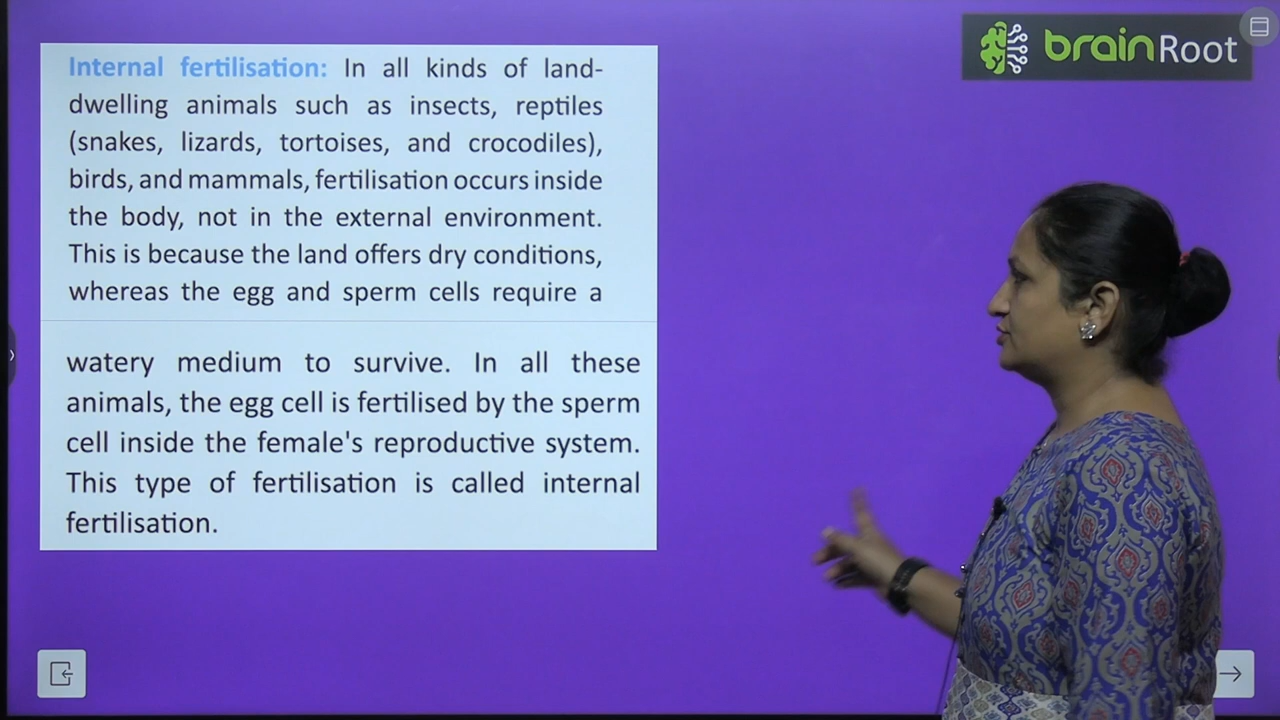 brainRoot
Internal fertilisation: In all kinds of land-
dwelling animals such as insects, reptiles
(snakes, lizards, tortoises, and crocodiles),
birds, and mammals, fertilisation occurs inside
the body, not in the external environment.
This is because the land offers dry conditions,
whereas the egg and sperm cells require a
watery medium to survive. In all these
animals, the egg cell is fertilised by the sperm
cell inside the female's reproductive system.
This type of fertilisation is called internal
fertilisation.